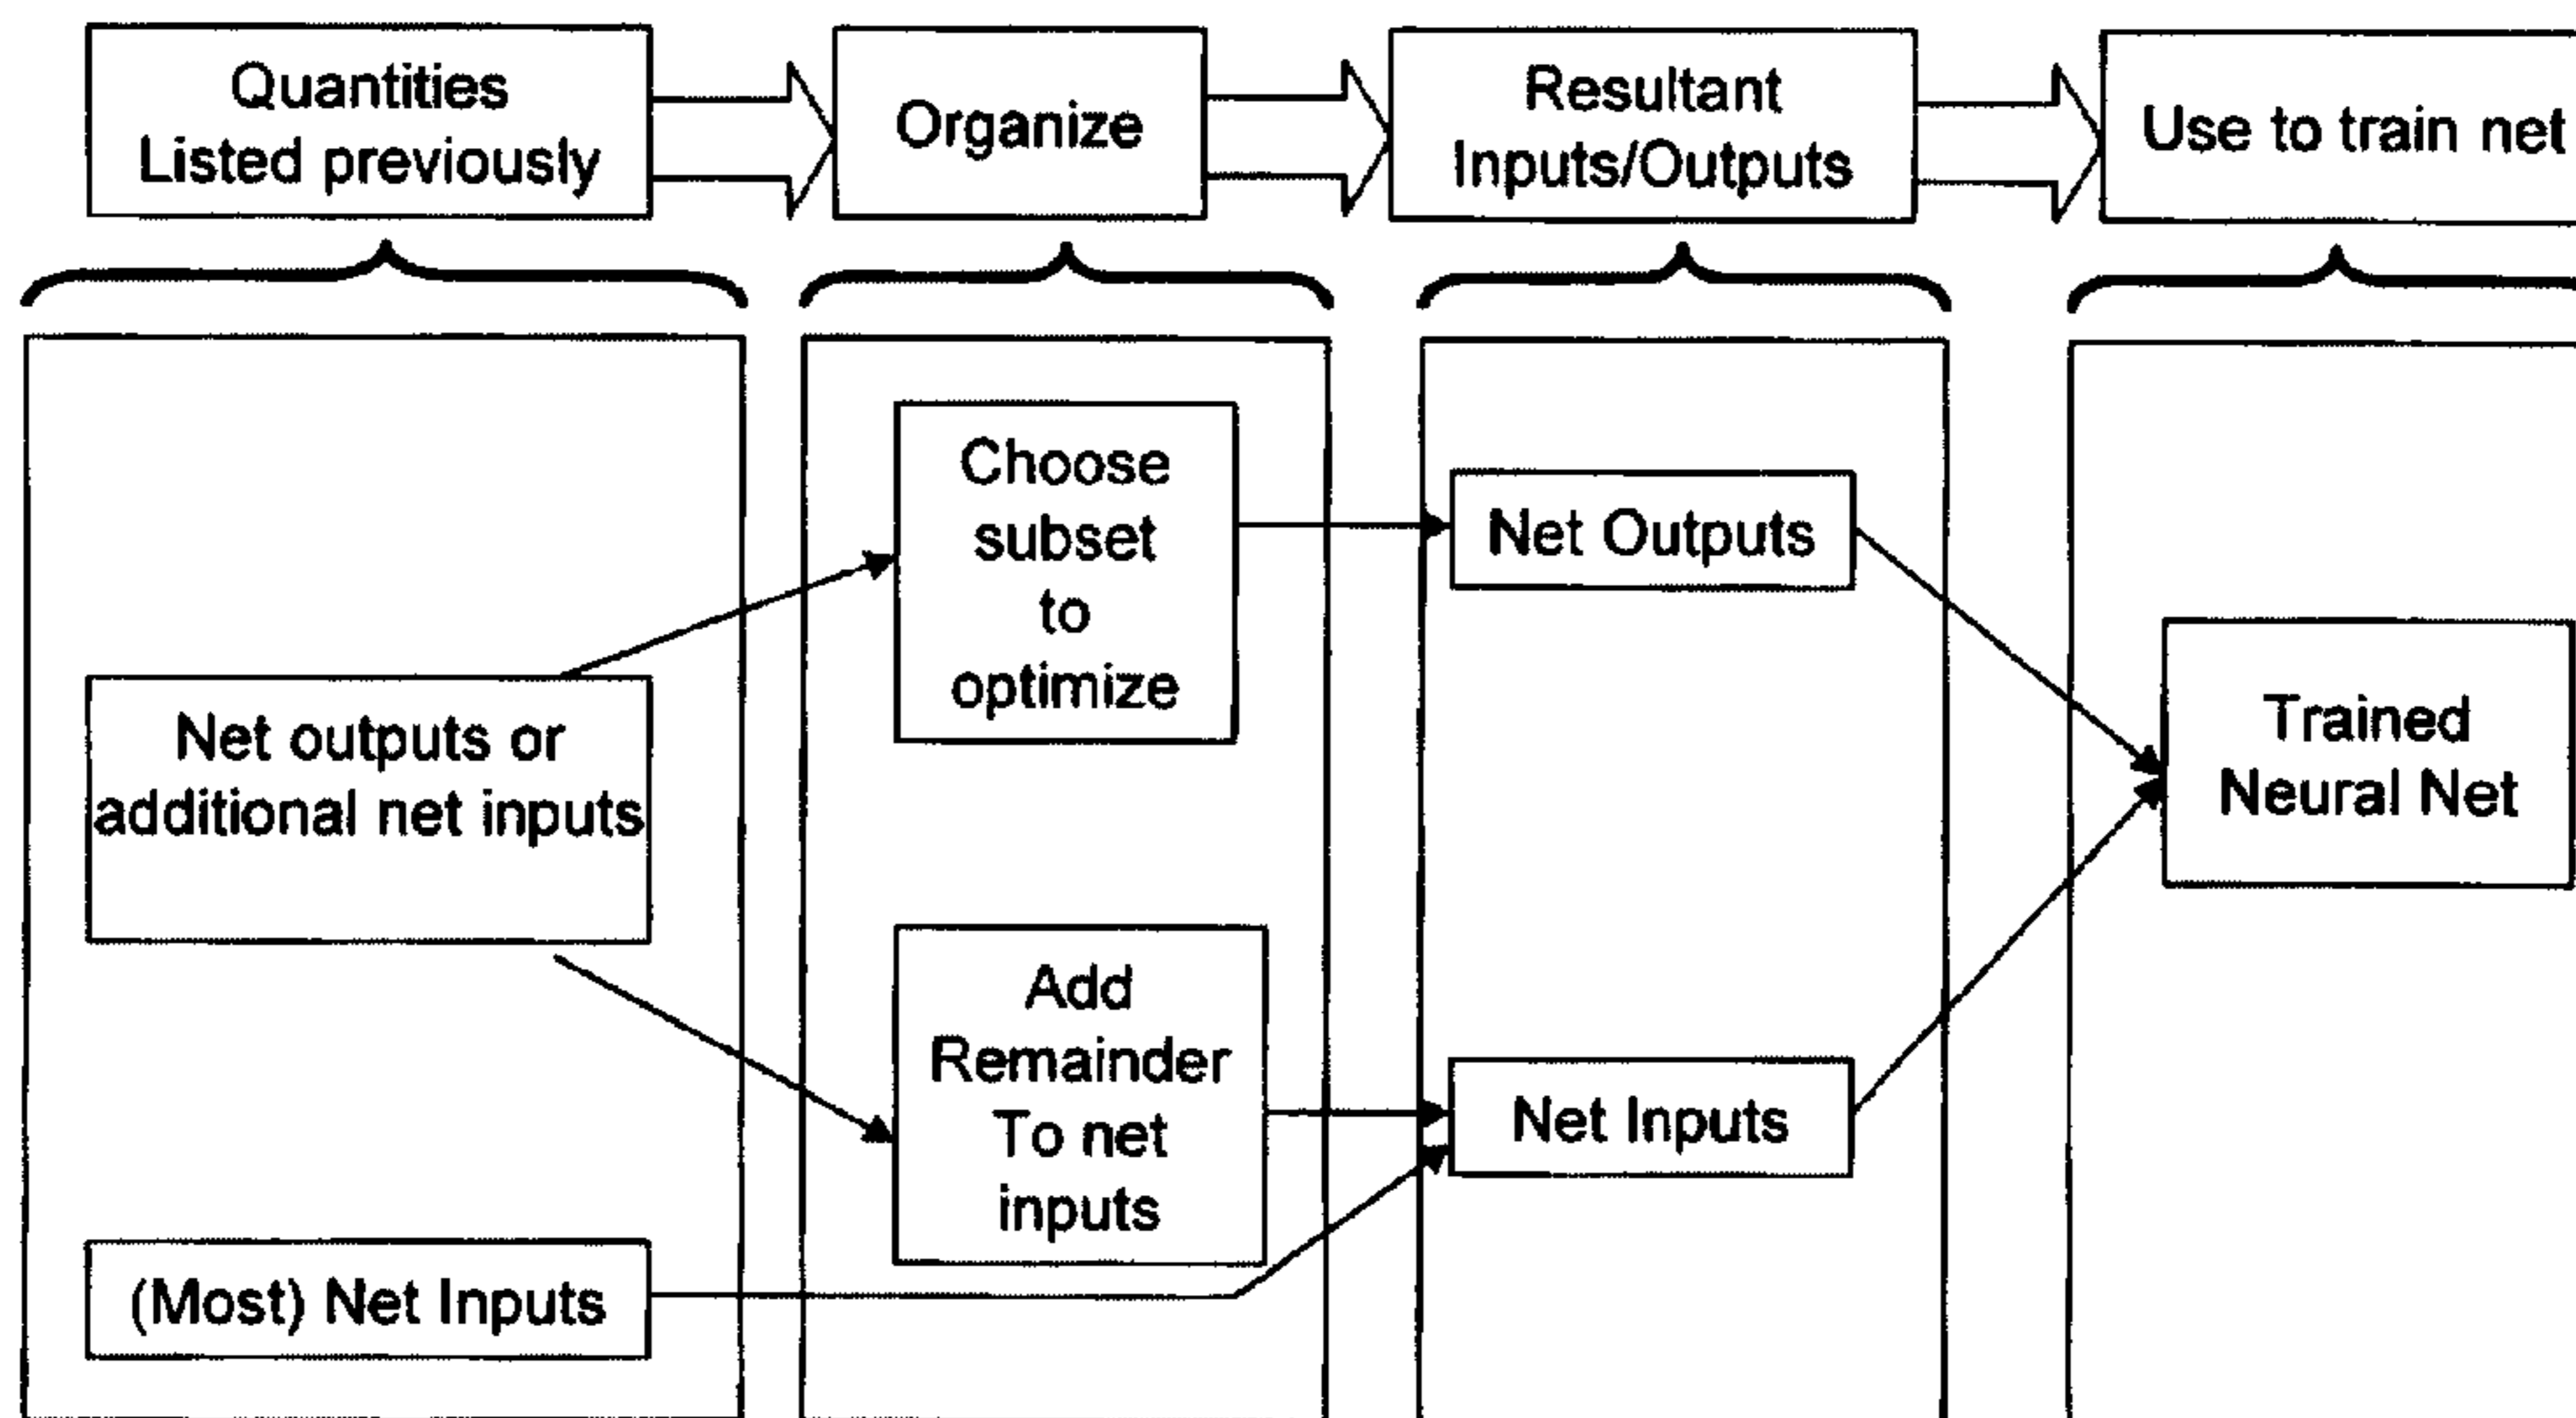 Quantities
Listed previously
Organize
Resultant
Inputs/Outputs
Use to train net
Net outputs or
additional net inputs
(Most) Net Inputs
Choose
subset
to
optimize
Add
Remainder
To net
inputs
Net Outputs
Net Inputs
Trained
Neural Net